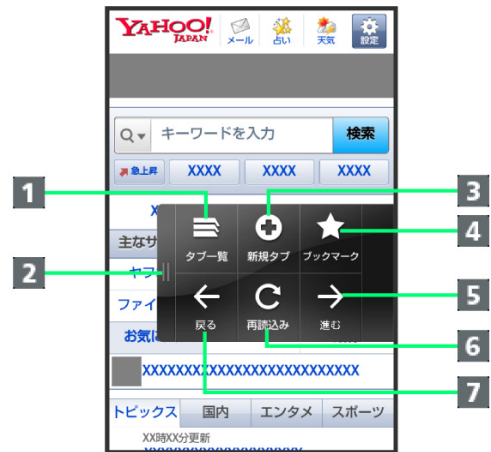 YAHOO!
JAPAN
メール 占い 天気 設定
キーワードを入力 検索
急上昇 XXXX XXXX XXXX
1
3
X
主なサ
タブ一覧 新規タブ ブックマーク
4
2
ヤフ
ファイ
5
戻る 再読込み 進む
お気に
6
XXXXXXXXXXXXXXXXXXXXXXXXXX
7
トピックス 国内 エンタメ スポーツ
XX時XX分更新